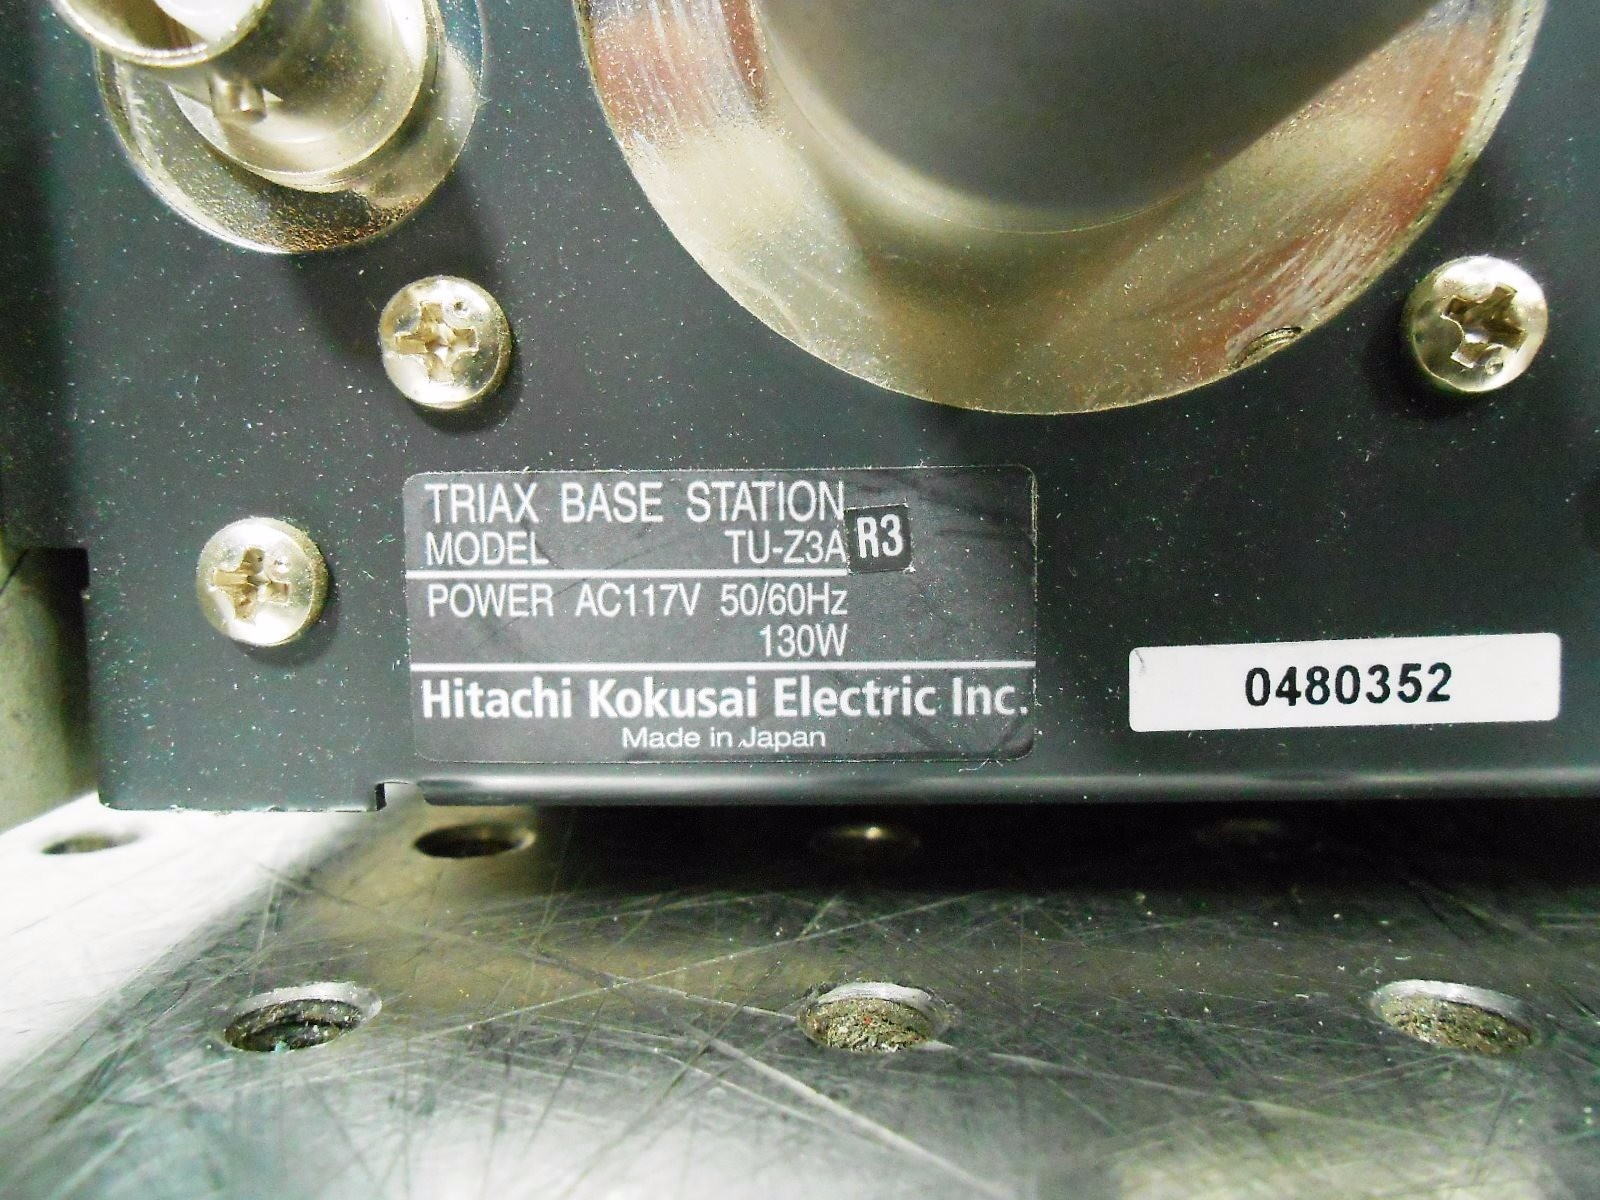 TRIAX BASE STATION
MODEL TU-Z3A R3
POWER AC117V 50/60Hz
130W
Hitachi Kokusai Electric Inc.
Made in Japan
0480352